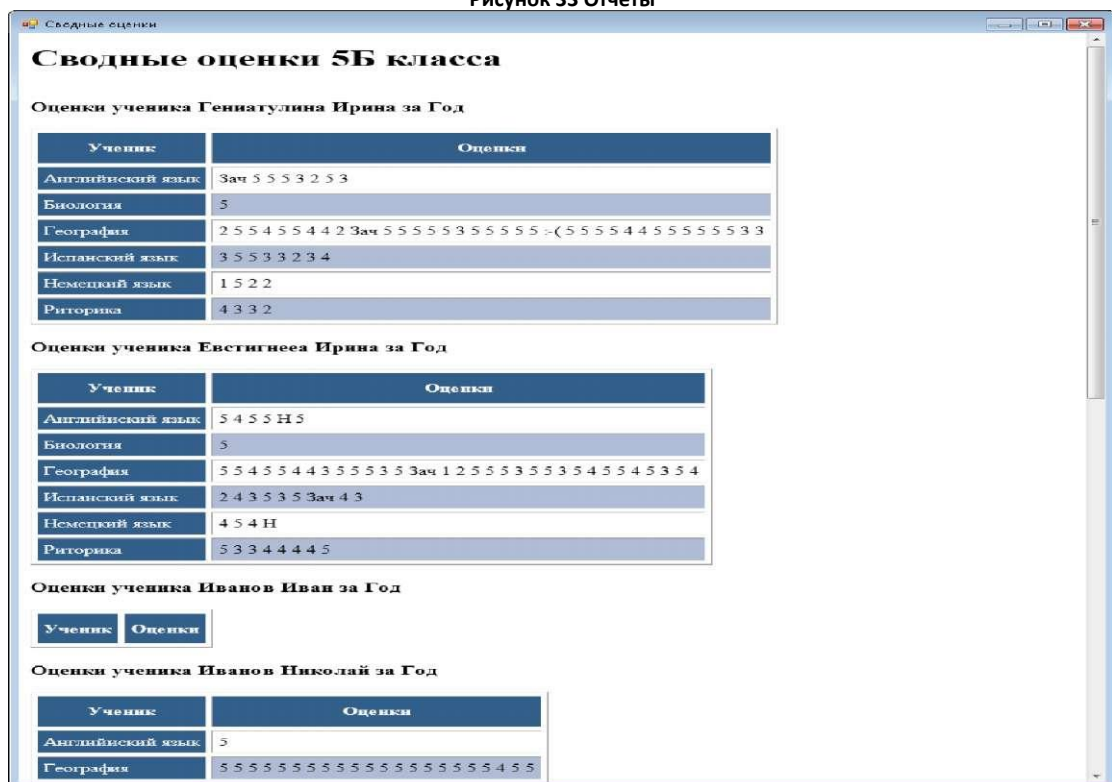 Рисунок 33 Отчеты
Сводные оценки
Сводные оценки 5Б класса
Оценки ученика Гениатулина Ирина за Год
Ученик Оценки
Английский язык Зач 5 5 5 3 2 5 3
Биология 5
География 2 5 5 4 5 5 4 4 2 Зач 5 5 5 5 5 3 5 5 5 5 5 :-( 5 5 5 5 4 4 5 5 5 5 5 5 3 3
Испанский язык 3 5 5 3 3 2 3 4
Немецкий язык 1 5 2 2
Риторика 4 3 3 2
Оценки ученика Евстигнееа Ирина за Год
Ученик Оценки
Английский язык 5 4 5 5 Н 5
Биология 5
География 5 5 4 5 5 4 4 3 5 5 5 5 3 5 Зач 1 2 5 5 5 3 5 5 3 5 4 5 5 4 5 3 5 4
Испанский язык 2 4 3 5 3 5 Зач 4 3
Немецкий язык 4 5 4 Н
Риторика 5 3 3 4 4 4 4 5
Оценки ученика Иванов Иван за Год
Ученик Оценки
Оценки ученика Иванов Николай за Год
Ученик Оценки
Английский язык 5
География 5 5 5 5 5 5 5 5 5 5 5 5 5 5 5 5 5 5 5 4 5 5